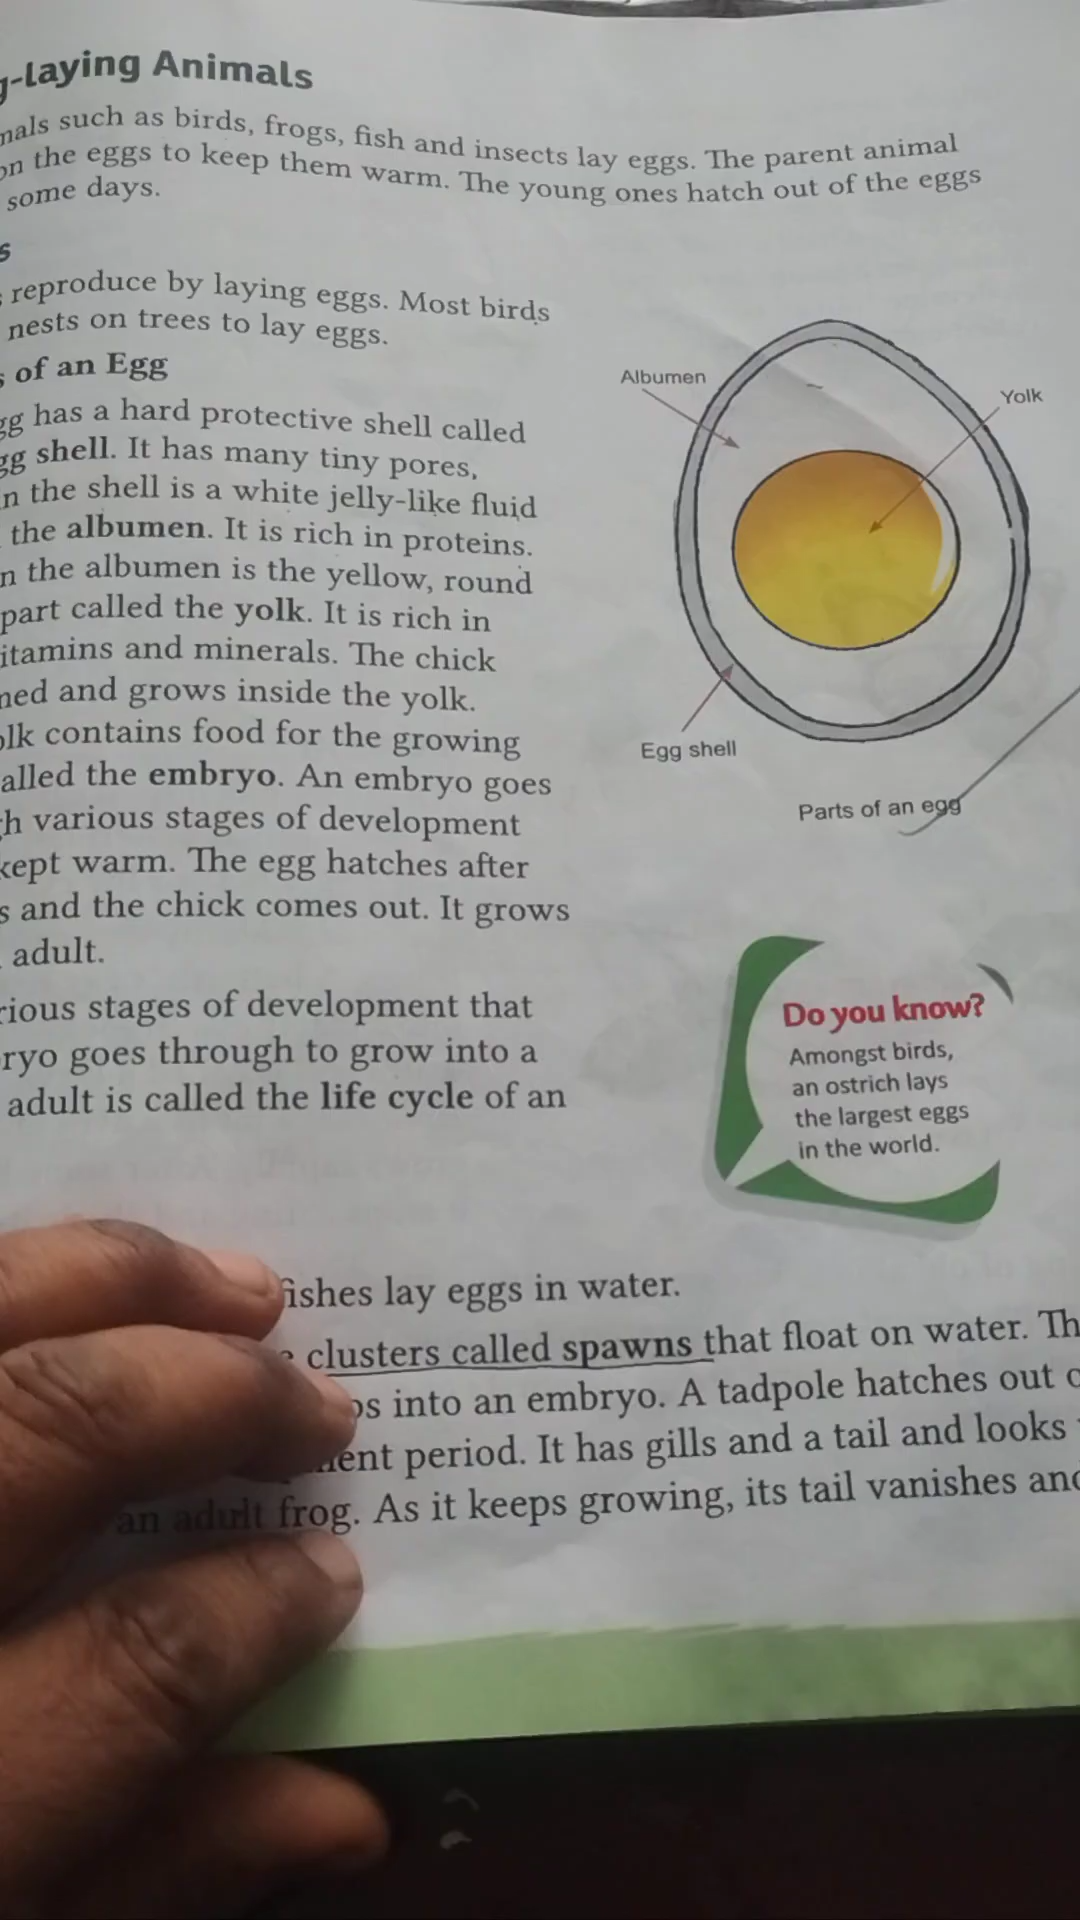 -laying Animals
such as birds, frogs, fish and insects lay eggs. The parent animal
the eggs to keep them warm. The young ones hatch out of the eggs
some days.
reproduce by laying eggs. Most birds
nests on trees to lay eggs.
of an Egg
has a hard protective shell called
shell. It has many tiny pores,
the shell is a white jelly-like fluid
the albumen. It is rich in proteins.
the albumen is the yellow, round
part called the yolk. It is rich in
and minerals. The chick
and grows inside the yolk.
contains food for the growing
the embryo. An embryo goes
various stages of development
warm. The egg hatches after
and the chick comes out. It grows
adult.
stages of development that
goes through to grow into a
adult is called the life cycle of an
Albumen
Yolk
Egg shell
Parts of an egg
Do you know?
Amongst birds,
an ostrich lays
the largest eggs
in the world.
fishes lay eggs in water.
clusters called spawns that float on water.
into an embryo. A tadpole hatches out
period. It has gills and a tail and looks
an adult frog. As it keeps growing, its tail vanishes